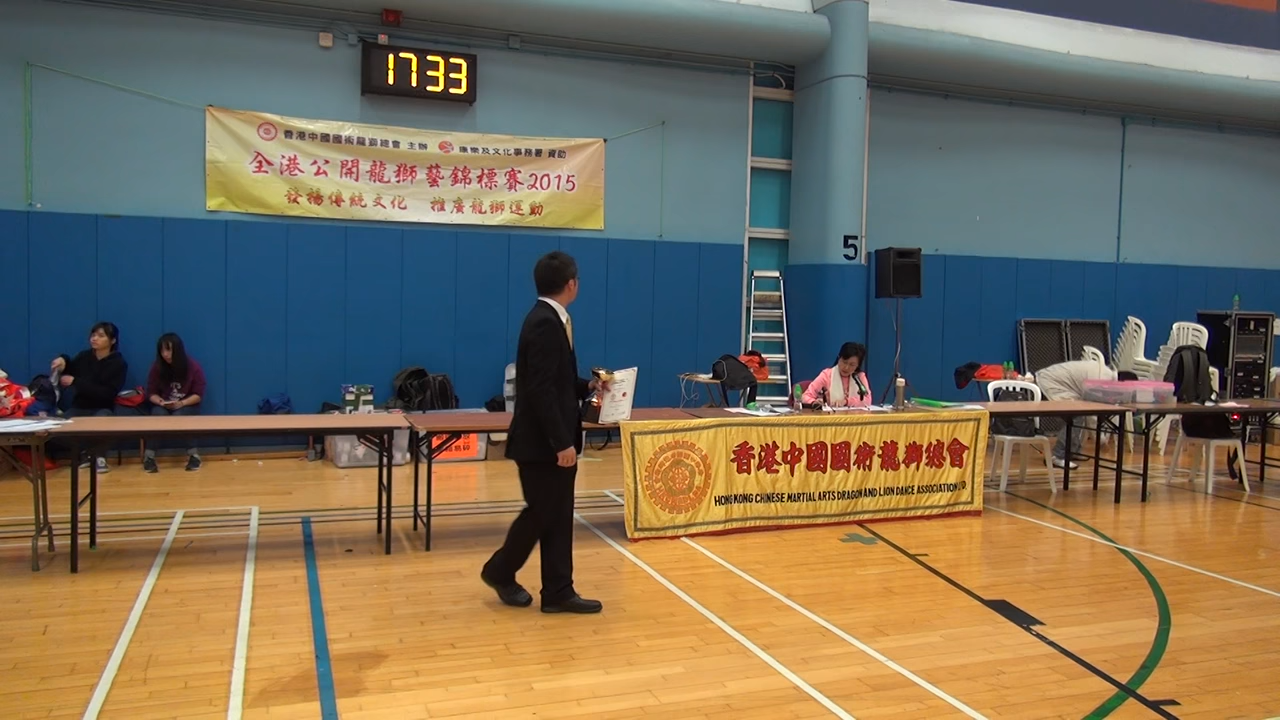 1733
香港中國國術龍獅總會 主辦 康樂及文化事務署 資助
全港公開龍獅藝錦標賽2015
發揚傳統文化 推廣龍獅運動
5
香港中國國術龍獅總會
HONG KONG CHINESE MARTIAL ARTS DRAGON AND LION DANCE ASSOCIATION LTD.